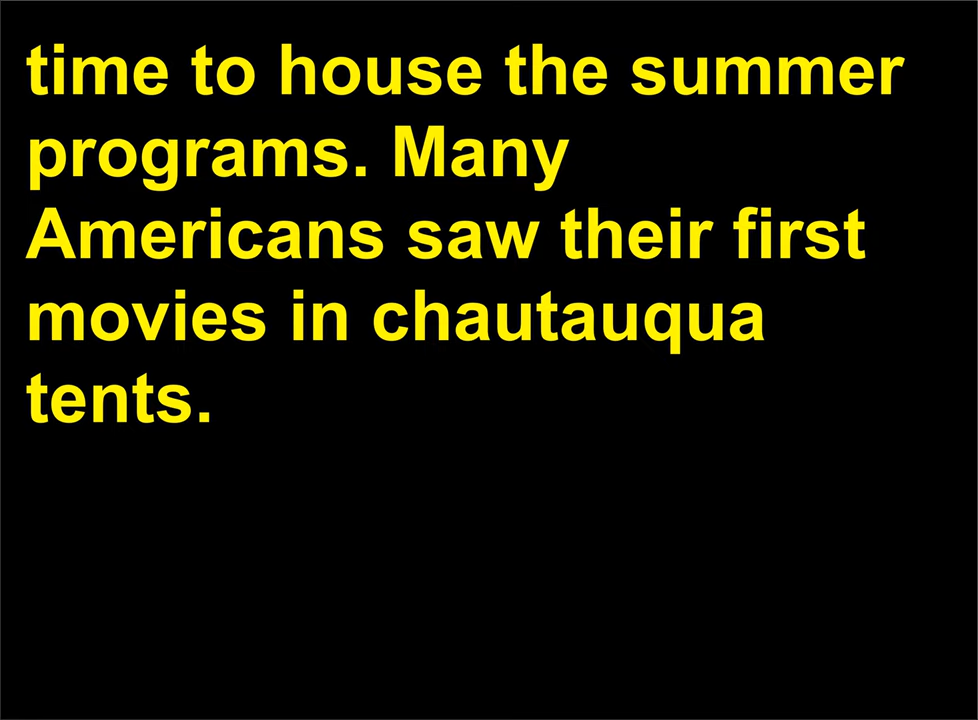 time to house the summer
programs. Many
Americans saw their first
movies in chautauqua
tents.